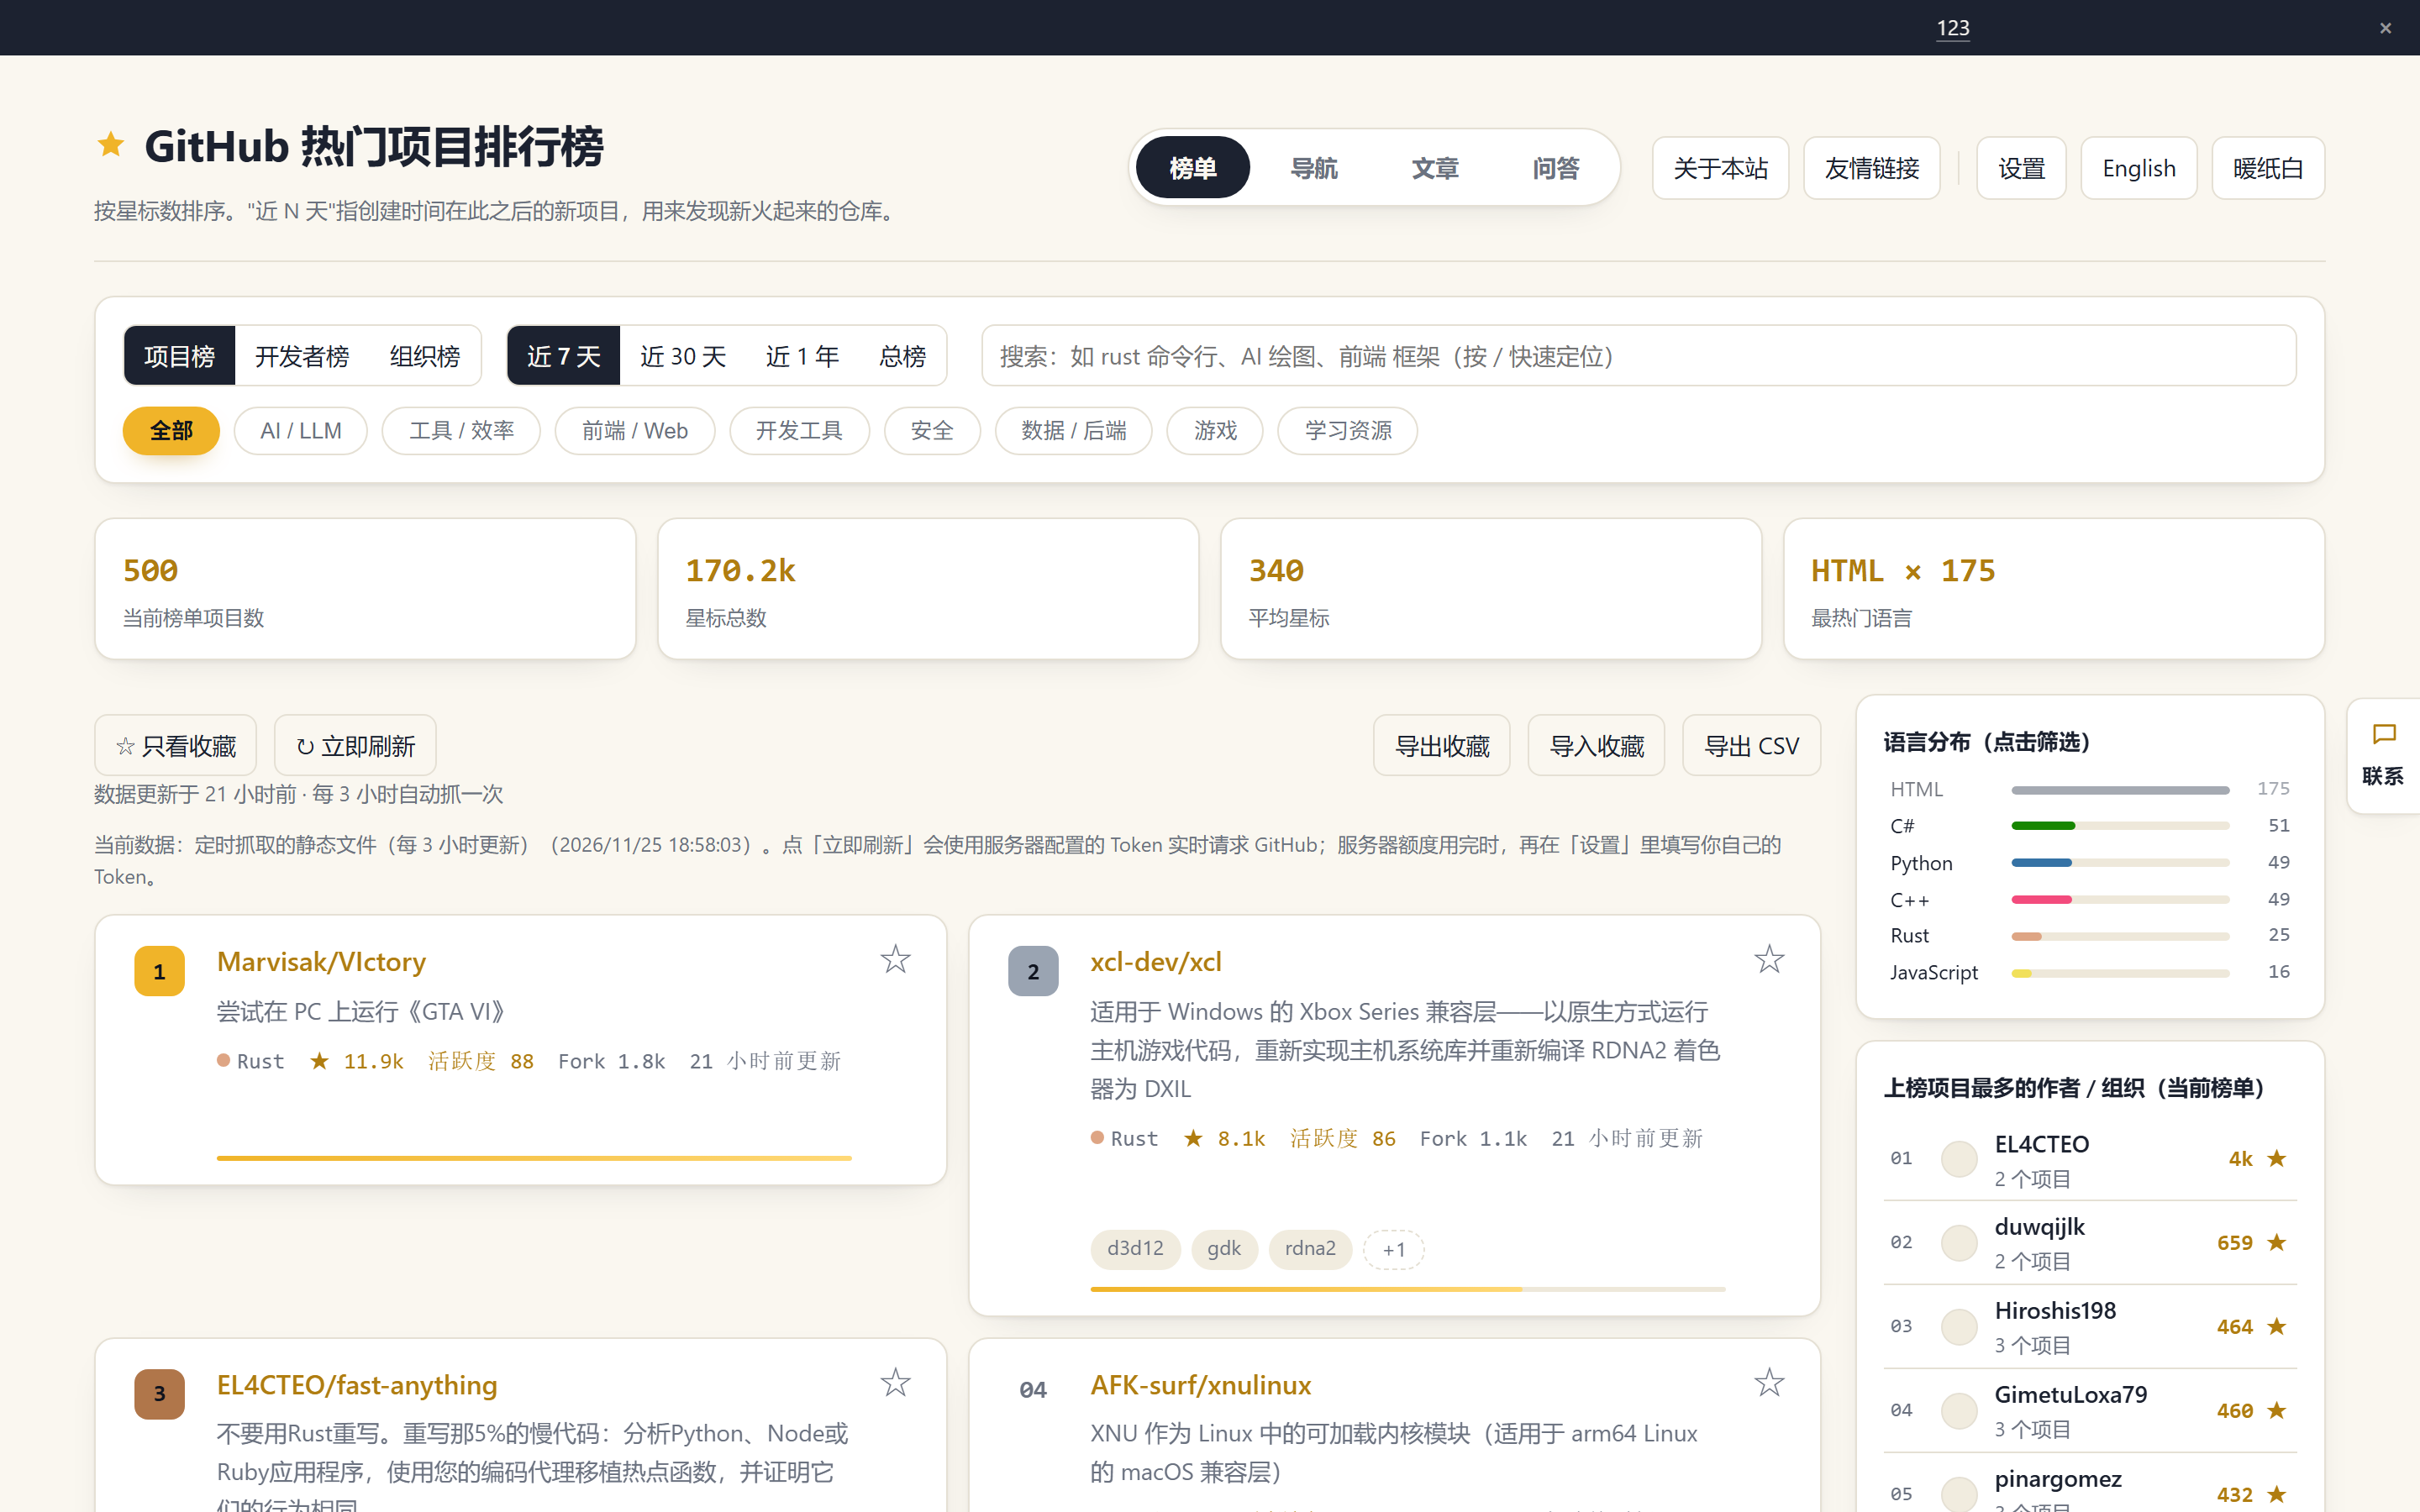 123
×
GitHub 热门项目排行榜
按星标数排序。"近 N 天"指创建时间在此之后的新项目，用来发现新火起来的仓库。
榜单 导航 文章 问答 关于本站 友情链接 设置 English 暖纸白
项目榜 开发者榜 组织榜 近 7 天 近 30 天 近 1 年 总榜 搜索：如 rust 命令行、AI 绘图、前端 框架（按 / 快速定位）
全部 AI / LLM 工具 / 效率 前端 / Web 开发工具 安全 数据 / 后端 游戏 学习资源
500
当前榜单项目数
170.2k
星标总数
340
平均星标
HTML × 175
最热门语言
☆ 只看收藏 ↻ 立即刷新 导出收藏 导入收藏 导出 CSV
数据更新于 21 小时前 · 每 3 小时自动抓一次
当前数据：定时抓取的静态文件（每 3 小时更新）（2026/11/25 18:58:03）。点「立即刷新」会使用服务器配置的 Token 实时请求 GitHub；服务器额度用完时，再在「设置」里填写你自己的
Token。
1
Marvisak/VIctory
尝试在 PC 上运行《GTA VI》
Rust ★ 11.9k 活跃度 88 Fork 1.8k 21 小时前更新
2
xcl-dev/xcl
适用于 Windows 的 Xbox Series 兼容层——以原生方式运行
主机游戏代码，重新实现主机系统库并重新编译 RDNA2 着色
器为 DXIL
Rust ★ 8.1k 活跃度 86 Fork 1.1k 21 小时前更新
d3d12 gdk rdna2 +1
3
EL4CTEO/fast-anything
不要用Rust重写。重写那5%的慢代码：分析Python、Node或
Ruby应用程序，使用您的编码代理移植热点函数，并证明它
们的行为相同
04
AFK-surf/xnulinux
XNU 作为 Linux 中的可加载内核模块（适用于 arm64 Linux
的 macOS 兼容层）
语言分布（点击筛选）
HTML 175
C# 51
Python 49
C++ 49
Rust 25
JavaScript 16
上榜项目最多的作者 / 组织（当前榜单）
01 EL4CTEO 4k ★
2 个项目
02 duwqijlk 659 ★
2 个项目
03 Hiroshis198 464 ★
3 个项目
04 GimetuLoxa79 460 ★
3 个项目
05 pinargomez 432 ★
联系